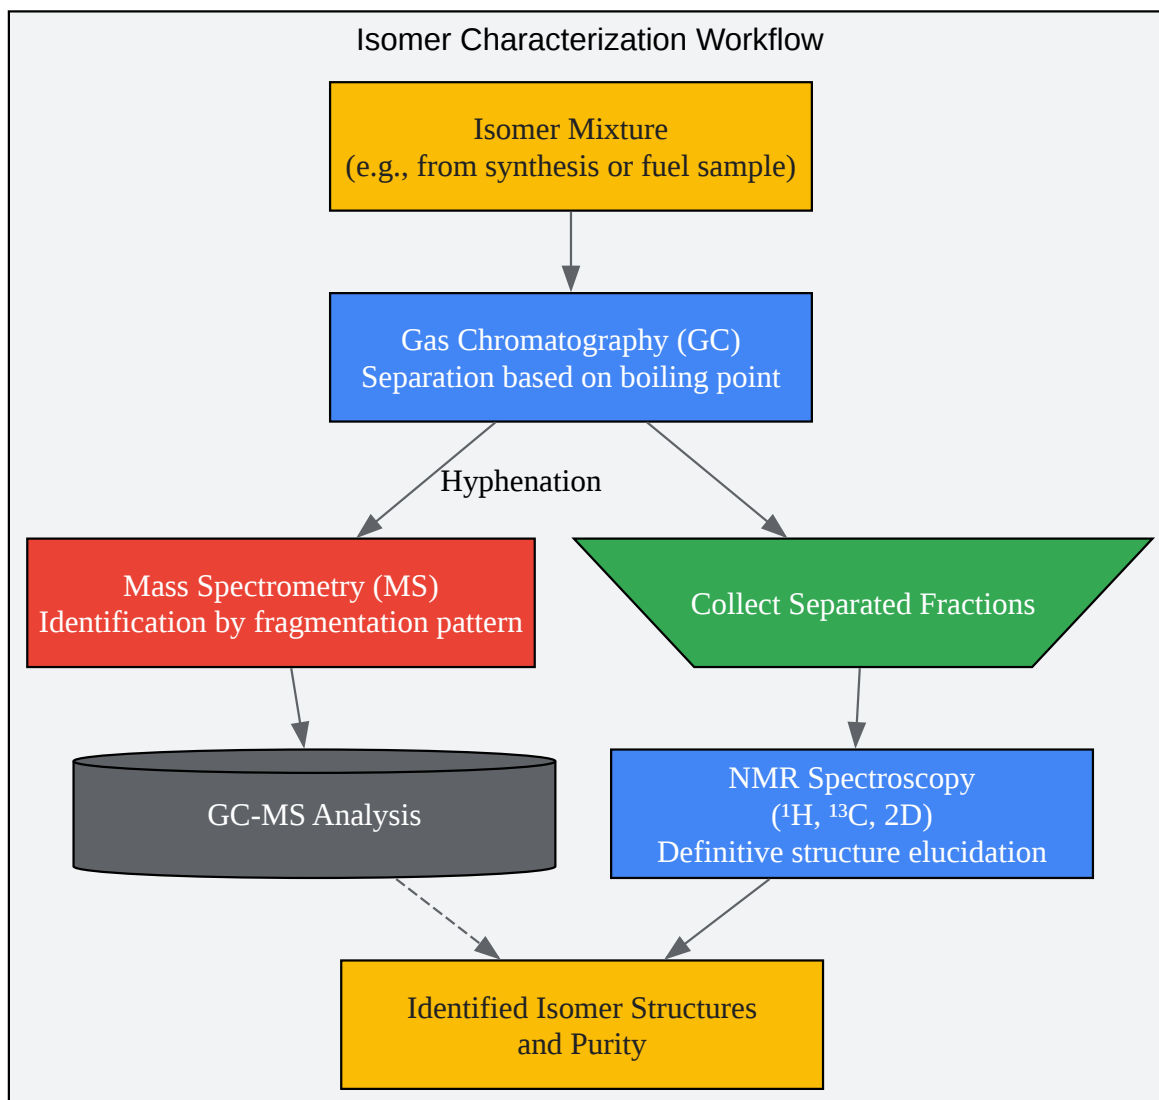 Isomer Characterization Workflow
Isomer Mixture
(e.g., from synthesis or fuel sample)
Gas Chromatography (GC)
Separation based on boiling point
Hyphenation
Mass Spectrometry (MS)
Identification by fragmentation pattern
Collect Separated Fractions
GC-MS Analysis
NMR Spectroscopy
(¹H, ¹³C, 2D)
Definitive structure elucidation
Identified Isomer Structures
and Purity